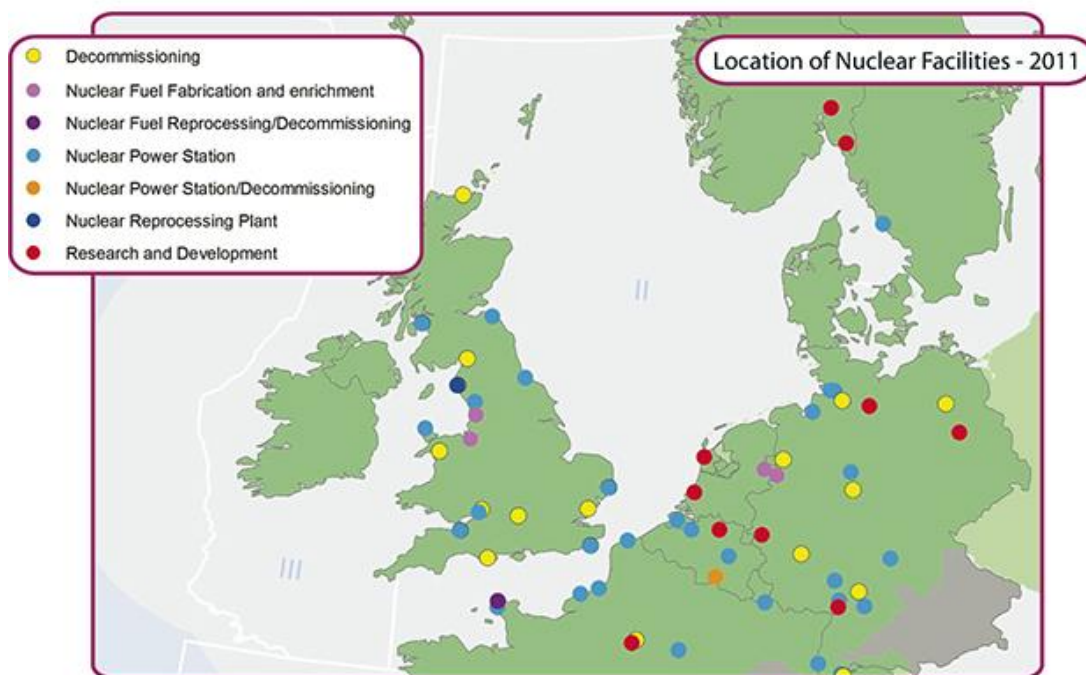 Location of Nuclear Facilities - 2011
Decommissioning
Nuclear Fuel Fabrication and enrichment
Nuclear Fuel Reprocessing/Decommissioning
Nuclear Power Station
Nuclear Power Station/Decommissioning
Nuclear Reprocessing Plant
Research and Development
II
III